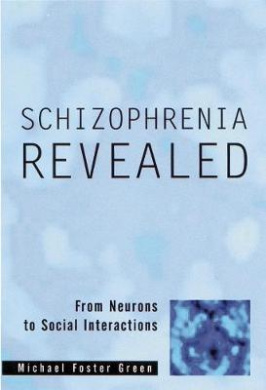 SCHIZOPHRENIA
REVEALED
From Neurons
to Social Interactions
Michael Foster Green